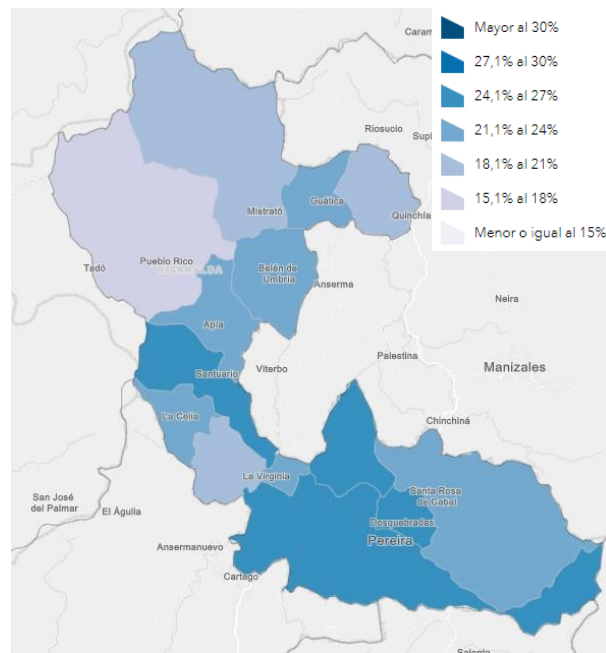 Mayor al 30%
27,1% al 30%
24,1% al 27%
21,1% al 24%
18,1% al 21%
15,1% al 18%
Menor o igual al 15%
Caram
Riosucio
Sup
Guática
Mistrató
Quinchía
Pueblo Rico
Tadó
RISARALDA
Belén de
Umbría
Anserma
Neira
Apía
Palestina
Santuario
Viterbo
Manizales
La Celia
Chinchiná
La Virginia
Santa Rosa
de Cabal
San José
del Palmar
El Águila
Dosquebradas
Pereira
Ansermanuevo
Cartago
Salento